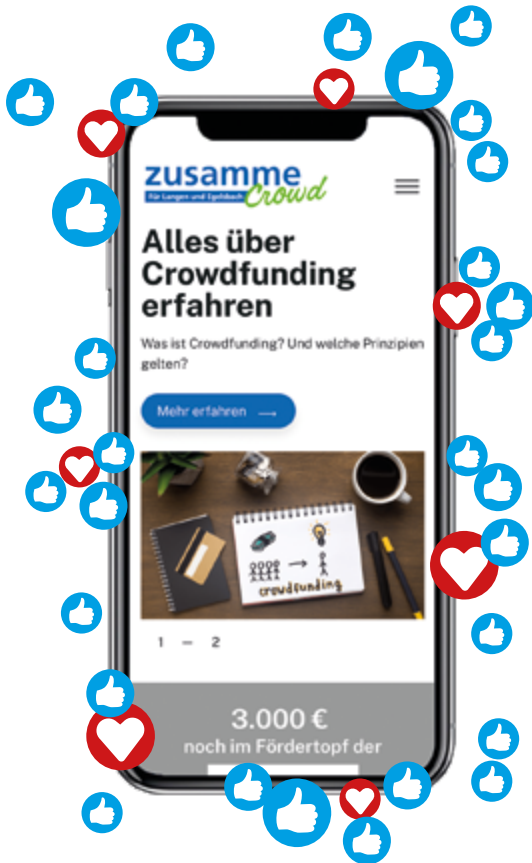 zusamme
für Langen und Egelsbach
Crowd
Alles über
Crowdfunding
erfahren
Was ist Crowdfunding? Und welche Prinzipien
gelten?
Mehr erfahren →
crowdfunding
1 — 2
3.000 €
noch im Fördertopf der